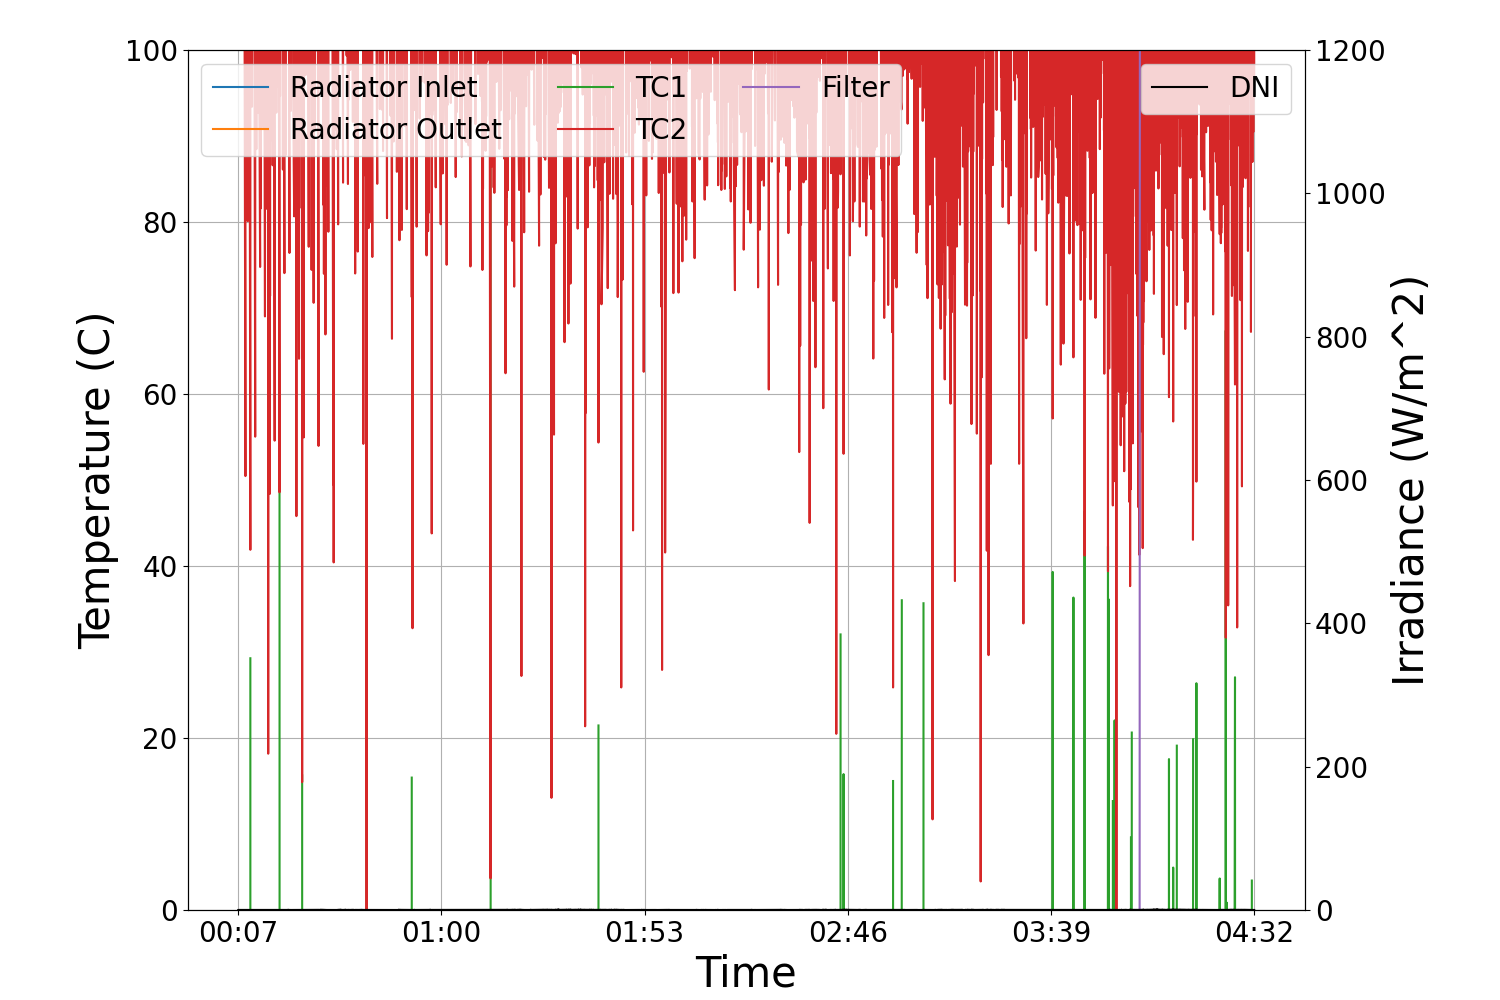 100
80
60
40
20
0
Temperature (C)
Radiator Inlet
Radiator Outlet
TC1
TC2
Filter
DNI
1200
1000
800
600
400
200
0
Irradiance (W/m^2)
00:07 01:00 01:53 02:46 03:39 04:32
Time